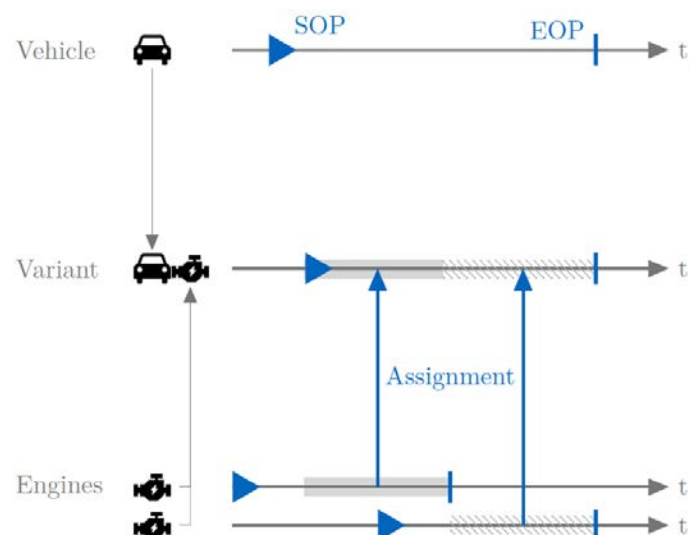 SOP
Vehicle
EOP
t
Variant
t
Assignment
Engines
t
t